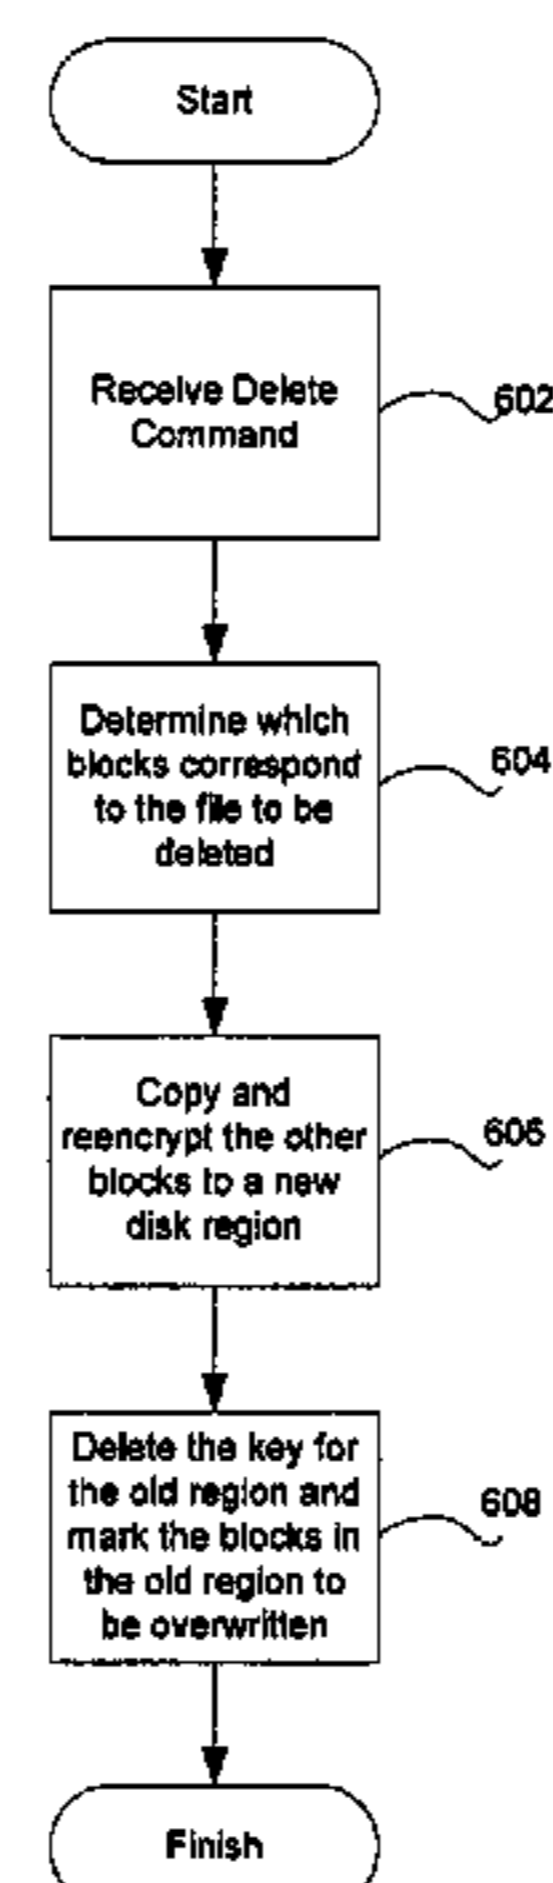 Start
Receive Delete
Command
602
Determine which
blocks correspond
to the file to be
deleted
604
Copy and
reencrypt the other
blocks to a new
disk region
606
Delete the key for
the old region and
mark the blocks in
the old region to
be overwritten
608
Finish